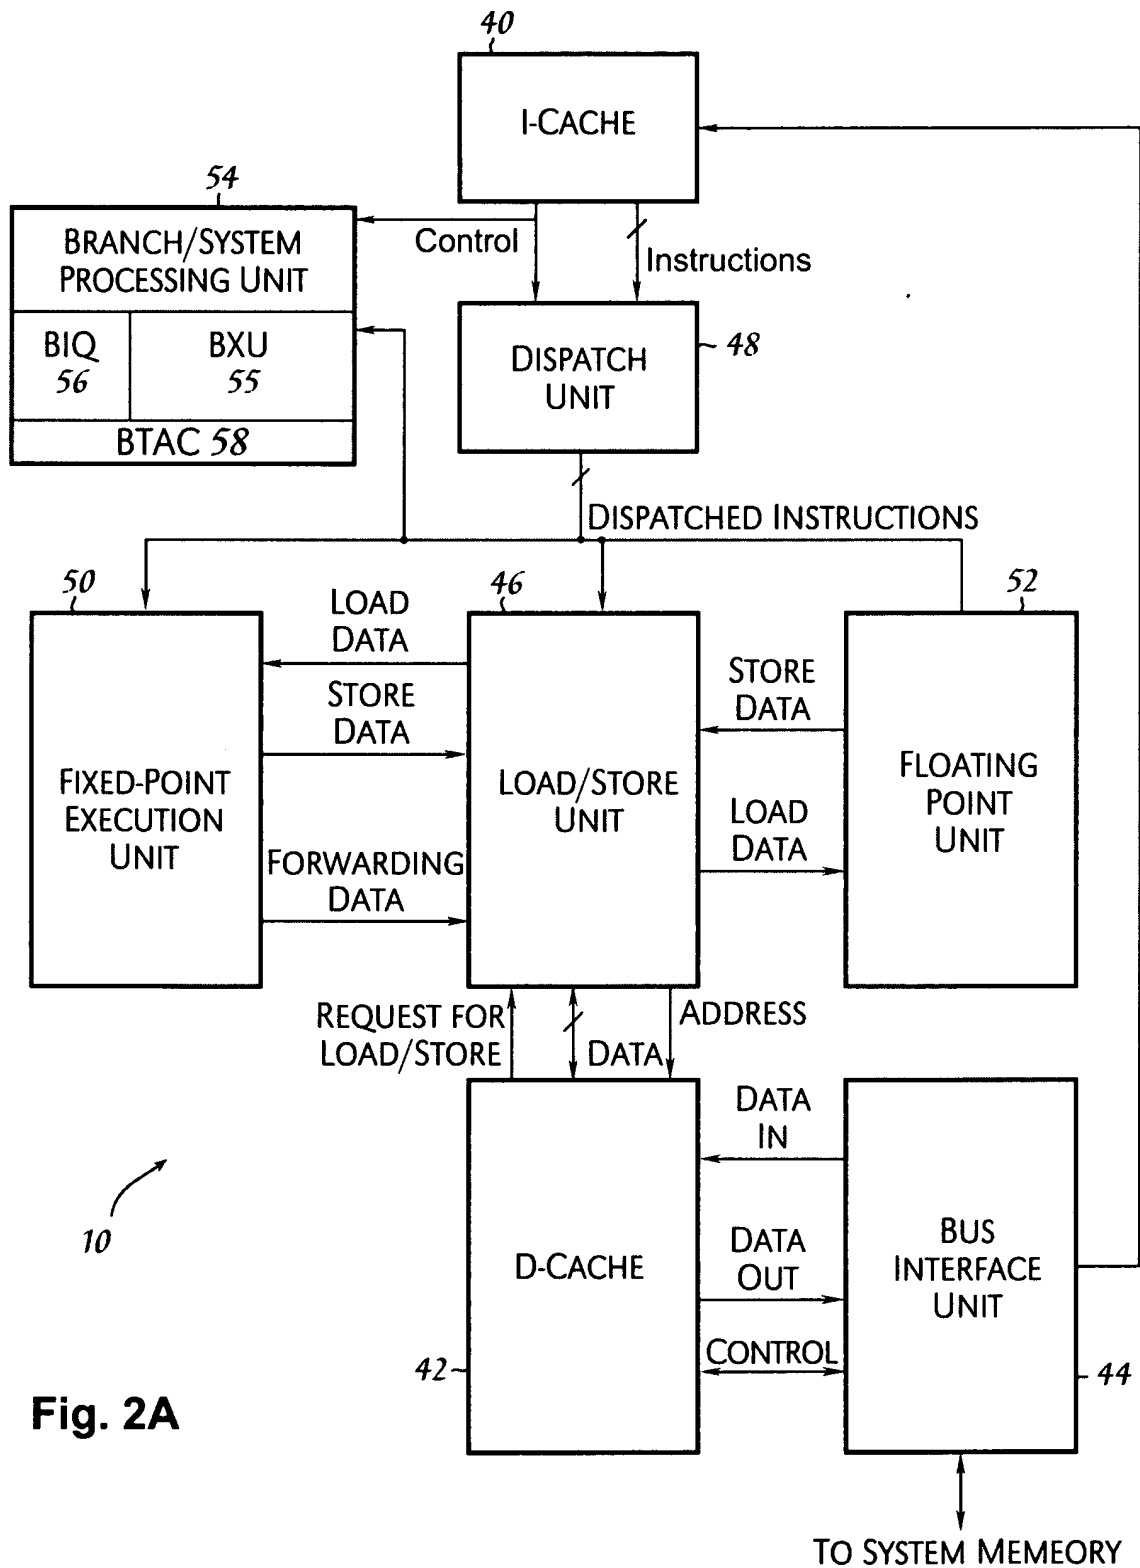 40
I-CACHE
54
BRANCH/SYSTEM
PROCESSING UNIT
BIQ
56
BXU
55
BTAC 58
Control
Instructions
DISPATCH
UNIT
48
DISPATCHED INSTRUCTIONS
50
FIXED-POINT
EXECUTION
UNIT
LOAD
DATA
STORE
DATA
FORWARDING
DATA
46
LOAD/STORE
UNIT
STORE
DATA
LOAD
DATA
52
FLOATING
POINT
UNIT
REQUEST FOR
LOAD/STORE
DATA
ADDRESS
D-CACHE
42
DATA
IN
DATA
OUT
CONTROL
BUS
INTERFACE
UNIT
44
10
Fig. 2A
TO SYSTEM MEMEORY